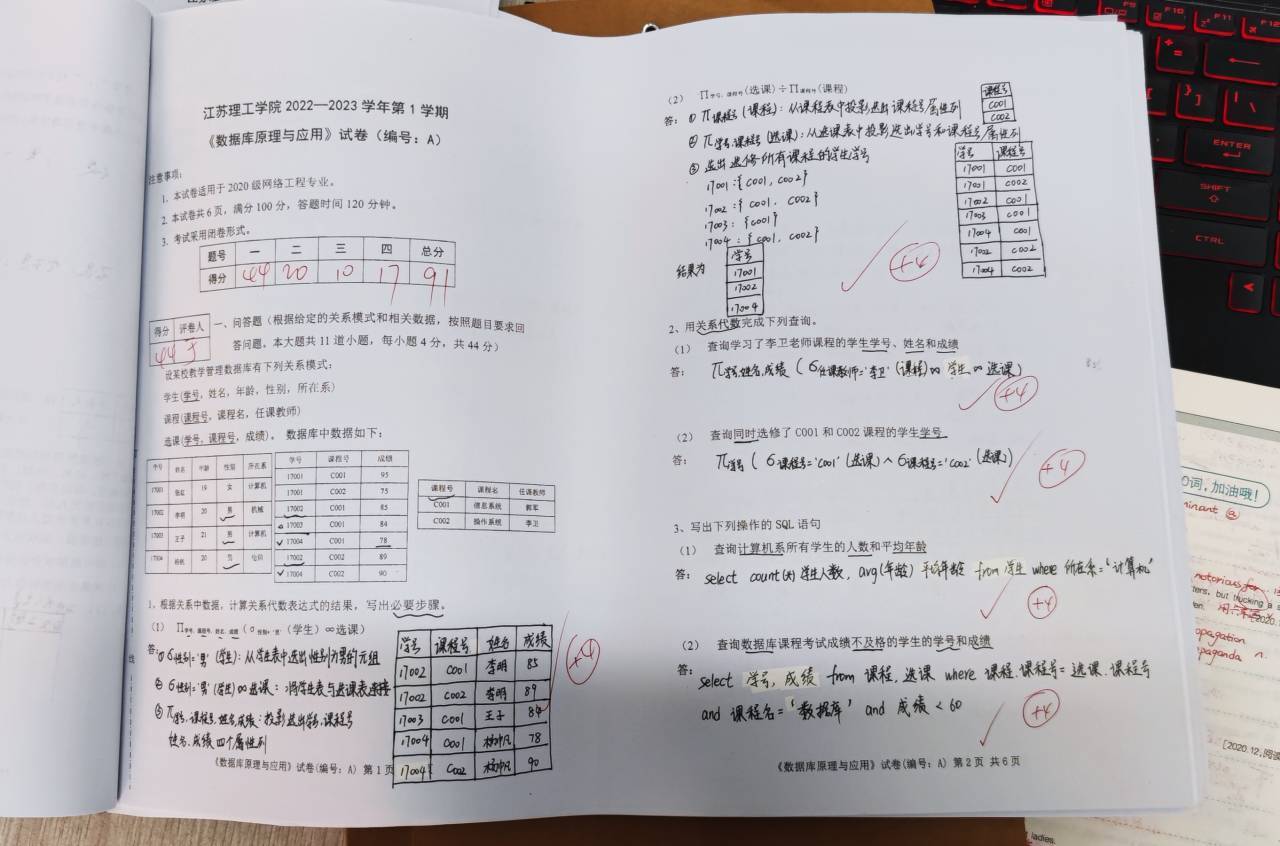 江苏理工学院 2022—2023 学年第 1 学期
《数据库原理与应用》试卷（编号：A）
注意事项：
1. 本试卷适用于 2020 级网络工程专业。
2. 本试卷共 6 页，满分 100 分，答题时间 120 分钟。
3. 考试采用闭卷形式。
题号 一 二 三 四 总分
得分 44 20 10 17 91
得分 评卷人
44
一、问答题（根据给定的关系模式和相关数据，按照题目要求回
答问题，本大题共 11 道小题，每小题 4 分，共 44 分）
设某校教学管理数据库有下列关系模式：
学生(学号，姓名，年龄，性别，所在系)
课程(课程号，课程名，任课教师)
选课(学号，课程号，成绩)。 数据库中数据如下：
学号 姓名 年龄 性别 所在系
17001 19 女 计算机
17002 李明 20 男 机械
17003 王子 21 男 计算机
17004 20 男
学号 课程号 成绩
17001 C001 95
17001 C002 75
17002 C001 85
17003 C001 84
17004 C001 78
17002 C002 89
17004 C002 90
课程号 课程名 任课教师
C001 信息系统
C002 操作系统 李卫
1、根据关系中数据，计算关系代数表达式的结果，写出必要步骤。
(1) Π学号，课程号，姓名，成绩 (σ性别='男' (学生) ∞选课)
答：① σ性别='男' (学生)：从学生表中选出性别为男的元组
② σ性别='男' (学生) ∞ 选课：将学生表与选课表连接
③ π学号.课程号.姓名.成绩：投影选出学号.课程号
姓名.成绩四个属性列
学号 课程号 姓名 成绩
17002 C001 李明 85
17002 C002 李明 89
17003 C001 王子 84
17004 C001 78
17004 C002 90
+4
《数据库原理与应用》试卷(编号：A) 第 1 页
(2) Π学号，课程号 (选课) ÷ Π课程号 (课程)
答：① π课程号 (课程)：从课程表中投影选出课程号属性列
课程号
C001
C002
② π学号.课程号 (选课)：从选课表中投影选出学号和课程号属性列
③ 选出选修所有课程的学生学号
17001：{C001，C002}
17002：{C001，C002}
17003：{C001}
17004：{C001，C002}
学号 课程号
17001 C001
17001 C002
17002 C001
17003 C001
17004 C001
17002 C002
17004 C002
结果为
学号
17001
17002
17004
+4
2、用关系代数完成下列查询。
(1) 查询学习了李卫老师课程的学生学号、姓名和成绩
答： π学号.姓名.成绩 (σ任课教师='李卫' (课程) ∞ 学生 ∞ 选课)
+4
(2) 查询同时选修了 C001 和 C002 课程的学生学号
答： π学号 (σ课程号='C001' (选课) ∧ σ课程号='C002' (选课)
+4
3、写出下列操作的 SQL 语句
(1) 查询计算机系所有学生的人数和平均年龄
答： select count(*) 学生人数，avg(年龄) 平均年龄 from 学生 where 所在系='计算机'
+4
(2) 查询数据库课程考试成绩不及格的学生的学号和成绩
答： select 学号，成绩 from 课程，选课 where 课程.课程号=选课.课程号
and 课程名='数据库' and 成绩<60
+4
《数据库原理与应用》试卷(编号：A) 第 2 页 共 6 页
F10
F11
F12
ENTER
SHIFT
CTRL
词，加油哦！
notorious for
but trucking a
[2020.12,阅读
ladies.